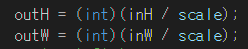 outH = (int)(inH / scale);
outW = (int)(inW / scale);